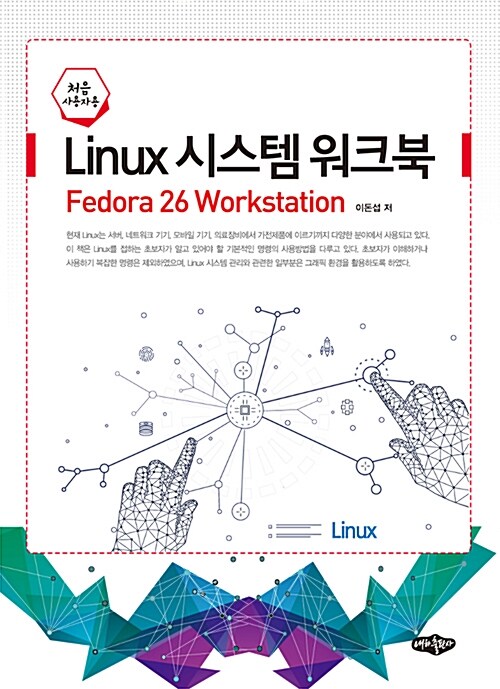 처음
사용자용
Linux 시스템 워크북
Fedora 26 Workstation 이돈섭 저
현재 Linux는 서버, 네트워크 기기, 모바일 기기, 의료장비에서 가전제품에 이르기까지 다양한 분야에서 사용되고 있다.
이 책은 Linux를 접하는 초보자가 알고 있어야 할 기본적인 명령의 사용방법을 다루고 있다. 초보자가 이해하거나
사용하기 복잡한 명령은 제외하였으며, Linux 시스템 관리와 관련한 일부분은 그래픽 환경을 활용하도록 하였다.
Linux
내하출판사